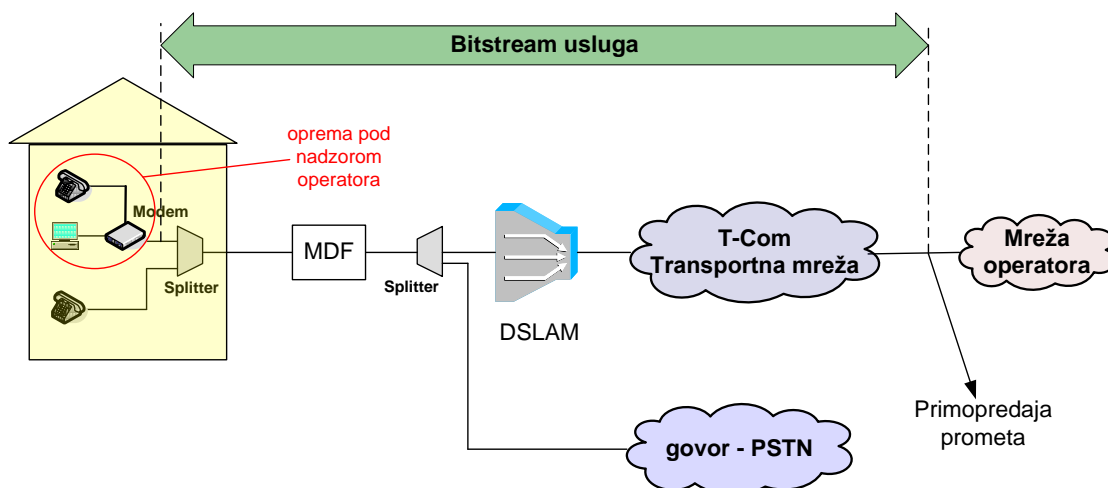 Bitstream usluga
oprema pod
nadzorom
operatora
Modem
Splitter
MDF
Splitter
DSLAM
T-Com
Transportna mreža
Mreža
operatora
Primopredaja
prometa
govor - PSTN